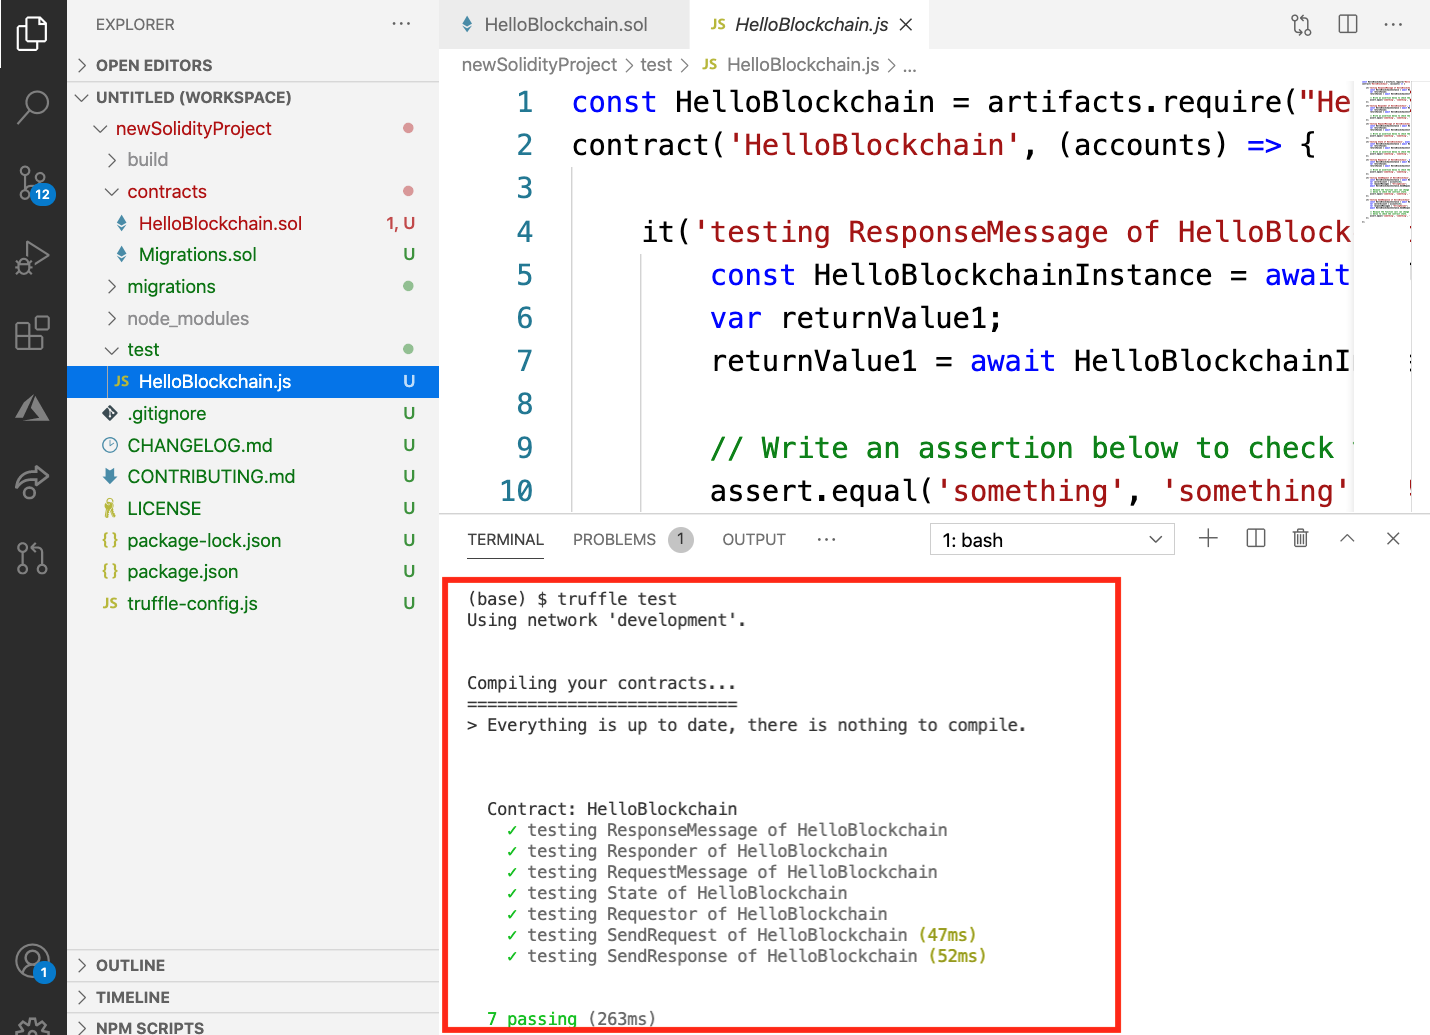 EXPLORER
OPEN EDITORS
UNTITLED (WORKSPACE)
newSolidityProject
build
contracts
HelloBlockchain.sol 1, U
Migrations.sol U
migrations
node_modules
test
JS HelloBlockchain.js U
.gitignore U
CHANGELOG.md U
CONTRIBUTING.md U
LICENSE U
{} package-lock.json U
{} package.json U
JS truffle-config.js U
OUTLINE
TIMELINE
NPM SCRIPTS
12
1
HelloBlockchain.sol
JS HelloBlockchain.js
newSolidityProject > test > JS HelloBlockchain.js > ...
1 const HelloBlockchain = artifacts.require("He
2 contract('HelloBlockchain', (accounts) => {
3
4 it('testing ResponseMessage of HelloBlock
5 const HelloBlockchainInstance = await
6 var returnValue1;
7 returnValue1 = await HelloBlockchainI
8
9 // Write an assertion below to check
10 assert.equal('something', 'something'
TERMINAL PROBLEMS 1 OUTPUT ... 1: bash
(base) $ truffle test
Using network 'development'.
Compiling your contracts...
===========================
> Everything is up to date, there is nothing to compile.
Contract: HelloBlockchain
✓ testing ResponseMessage of HelloBlockchain
✓ testing Responder of HelloBlockchain
✓ testing RequestMessage of HelloBlockchain
✓ testing State of HelloBlockchain
✓ testing Requestor of HelloBlockchain
✓ testing SendRequest of HelloBlockchain (47ms)
✓ testing SendResponse of HelloBlockchain (52ms)
7 passing (263ms)